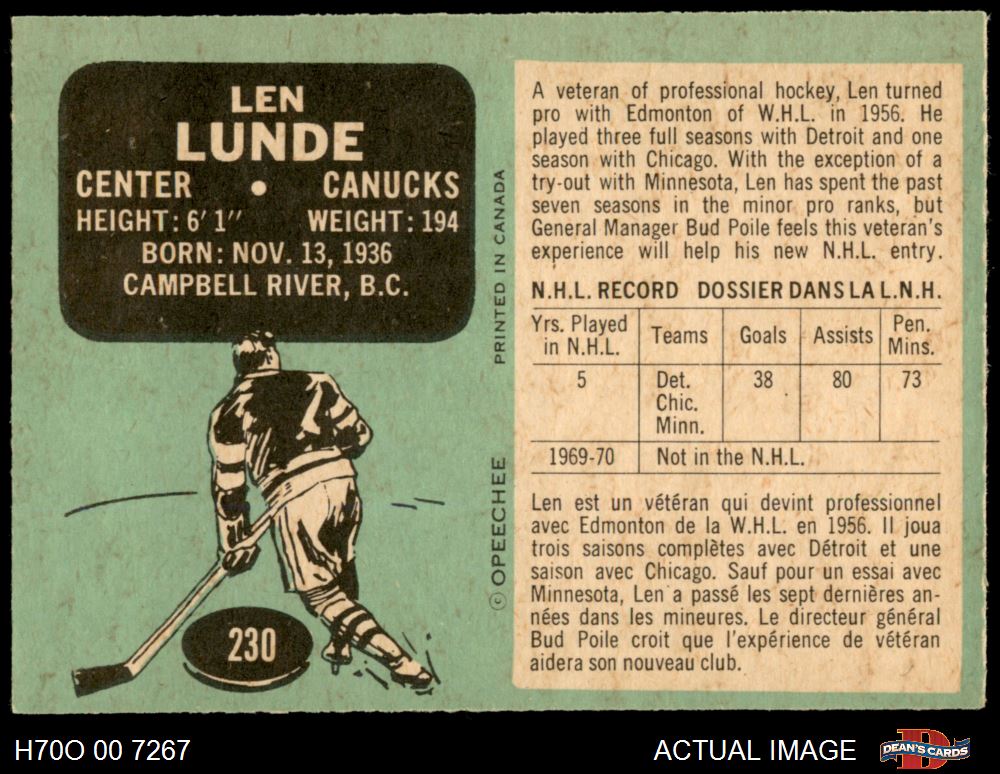 LEN
LUNDE
CENTER • CANUCKS
HEIGHT: 6' 1" WEIGHT: 194
BORN: NOV. 13, 1936
CAMPBELL RIVER, B.C.
230
© OPEECHEE PRINTED IN CANADA
A veteran of professional hockey, Len turned
pro with Edmonton of W.H.L. in 1956. He
played three full seasons with Detroit and one
season with Chicago. With the exception of a
try-out with Minnesota, Len has spent the past
seven seasons in the minor pro ranks, but
General Manager Bud Poile feels this veteran's
experience will help his new N.H.L. entry.
N.H.L. RECORD DOSSIER DANS LA L.N.H.
Yrs. Played
in N.H.L. Teams Goals Assists Pen.
Mins.
5 Det. 38 80 73
Chic.
Minn.
1969-70 Not in the N.H.L.
Len est un vétéran qui devint professionnel
avec Edmonton de la W.H.L. en 1956. Il joua
trois saisons complètes avec Détroit et une
saison avec Chicago. Sauf pour un essai avec
Minnesota, Len a passé les sept dernières an-
nées dans les mineures. Le directeur général
Bud Poile croit que l'expérience de vétéran
aidera son nouveau club.
H70O 00 7267
ACTUAL IMAGE
DEAN'S CARDS